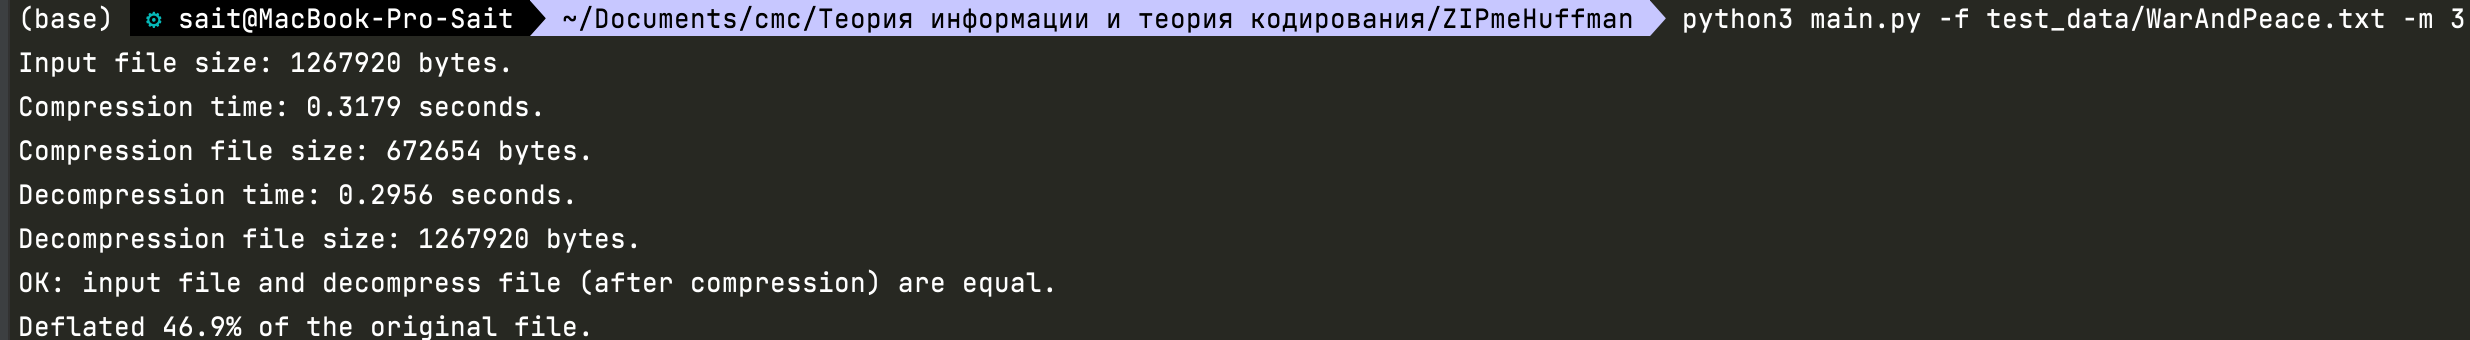 (base) ⚙ sait@MacBook-Pro-Sait ~/Documents/cmc/Теория информации и теория кодирования/ZIPmeHuffman python3 main.py -f test_data/WarAndPeace.txt -m 3
Input file size: 1267920 bytes.
Compression time: 0.3179 seconds.
Compression file size: 672654 bytes.
Decompression time: 0.2956 seconds.
Decompression file size: 1267920 bytes.
OK: input file and decompress file (after compression) are equal.
Deflated 46.9% of the original file.